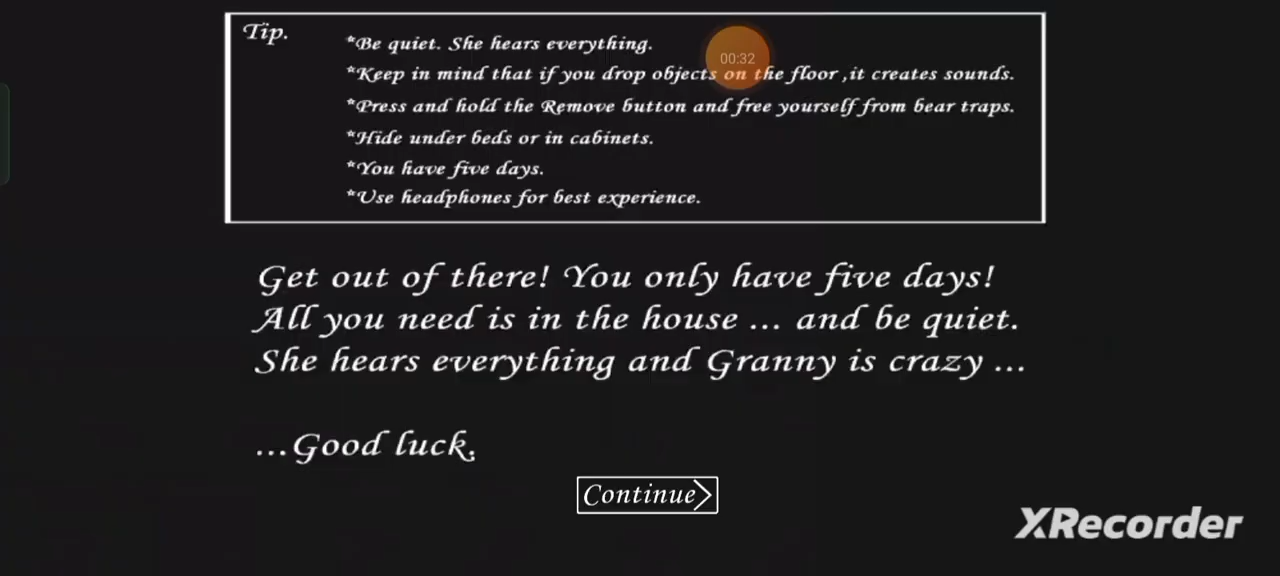 Tip.
*Be quiet. She hears everything.
00:32
*Keep in mind that if you drop objects on the floor ,it creates sounds.
*Press and hold the Remove button and free yourself from bear traps.
*Hide under beds or in cabinets.
*You have five days.
*Use headphones for best experience.
Get out of there! You only have five days!
All you need is in the house ... and be quiet.
She hears everything and Granny is crazy ...
...Good luck.
Continue
XRecorder